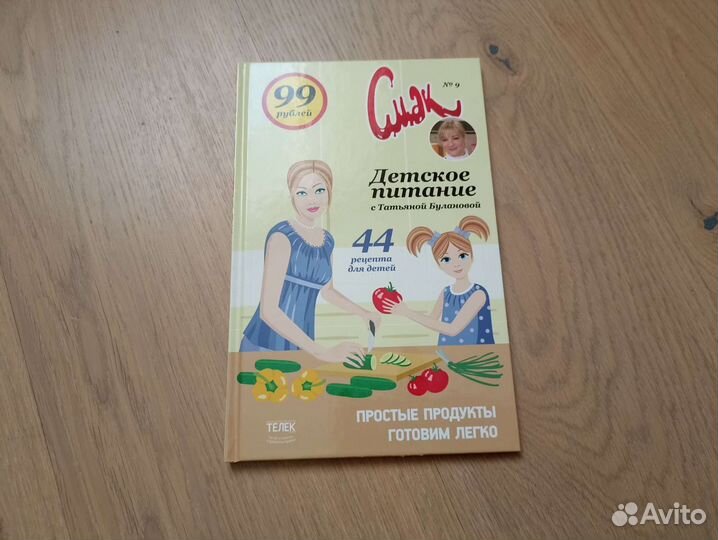 99
рублей
Смак
№ 9
Детское
питание
с Татьяной Булановой
44
рецепта
для детей
ПРОСТЫЕ ПРОДУКТЫ
ГОТОВИМ ЛЕГКО
ТЕЛЕК
Avito